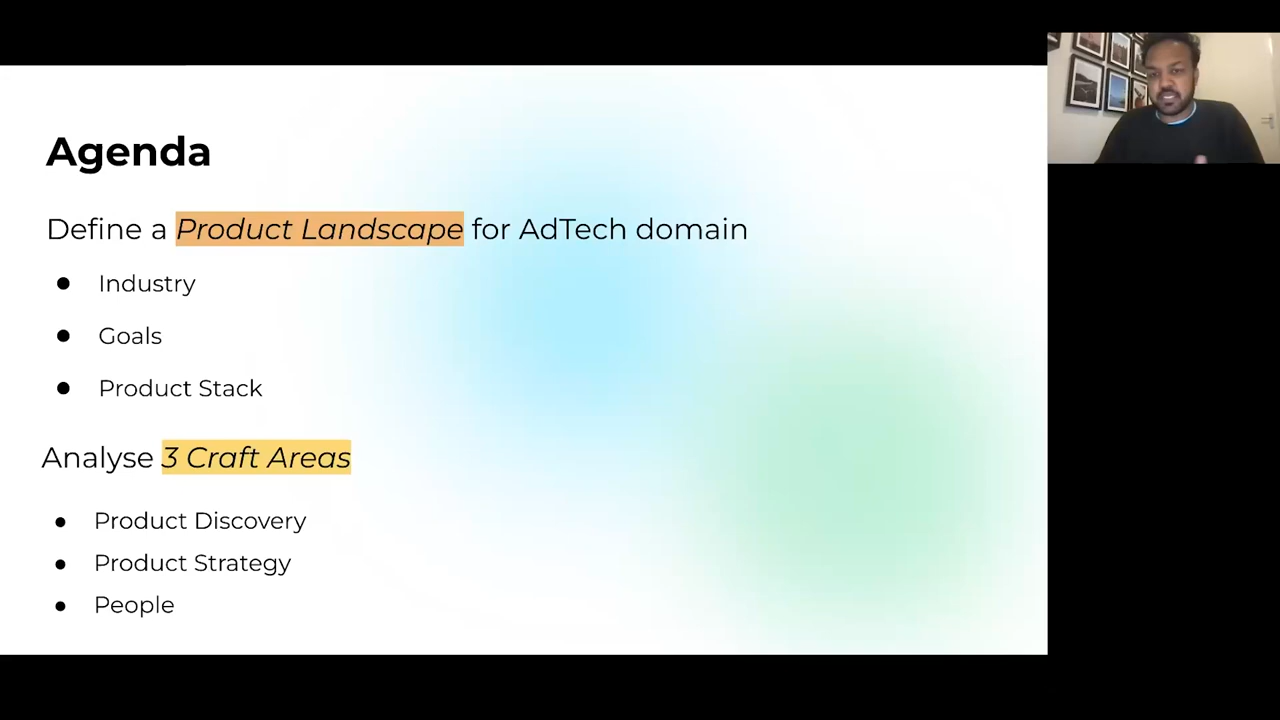 Agenda
Define a Product Landscape for AdTech domain
● Industry
● Goals
● Product Stack
Analyse 3 Craft Areas
● Product Discovery
● Product Strategy
● People